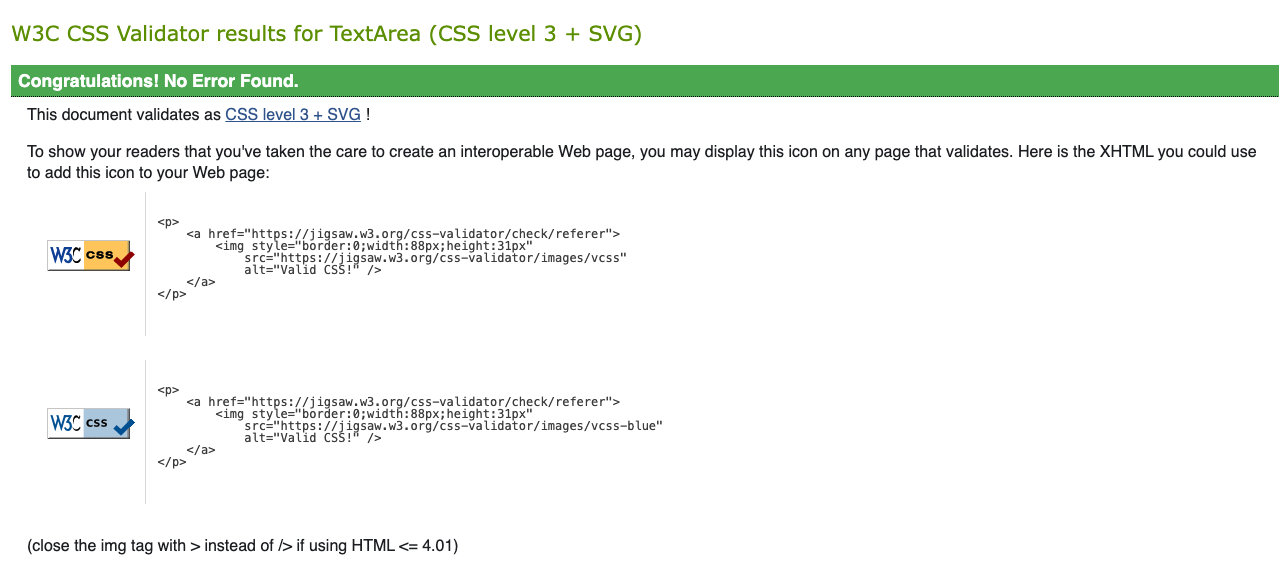 W3C CSS Validator results for TextArea (CSS level 3 + SVG)
Congratulations! No Error Found.
This document validates as CSS level 3 + SVG !
To show your readers that you've taken the care to create an interoperable Web page, you may display this icon on any page that validates. Here is the XHTML you could use
to add this icon to your Web page:
W3C css
<p>
    <a href="https://jigsaw.w3.org/css-validator/check/referer">
        <img style="border:0;width:88px;height:31px"
            src="https://jigsaw.w3.org/css-validator/images/vcss"
            alt="Valid CSS!" />
    </a>
</p>
W3C css
<p>
    <a href="https://jigsaw.w3.org/css-validator/check/referer">
        <img style="border:0;width:88px;height:31px"
            src="https://jigsaw.w3.org/css-validator/images/vcss-blue"
            alt="Valid CSS!" />
    </a>
</p>
(close the img tag with > instead of /> if using HTML <= 4.01)